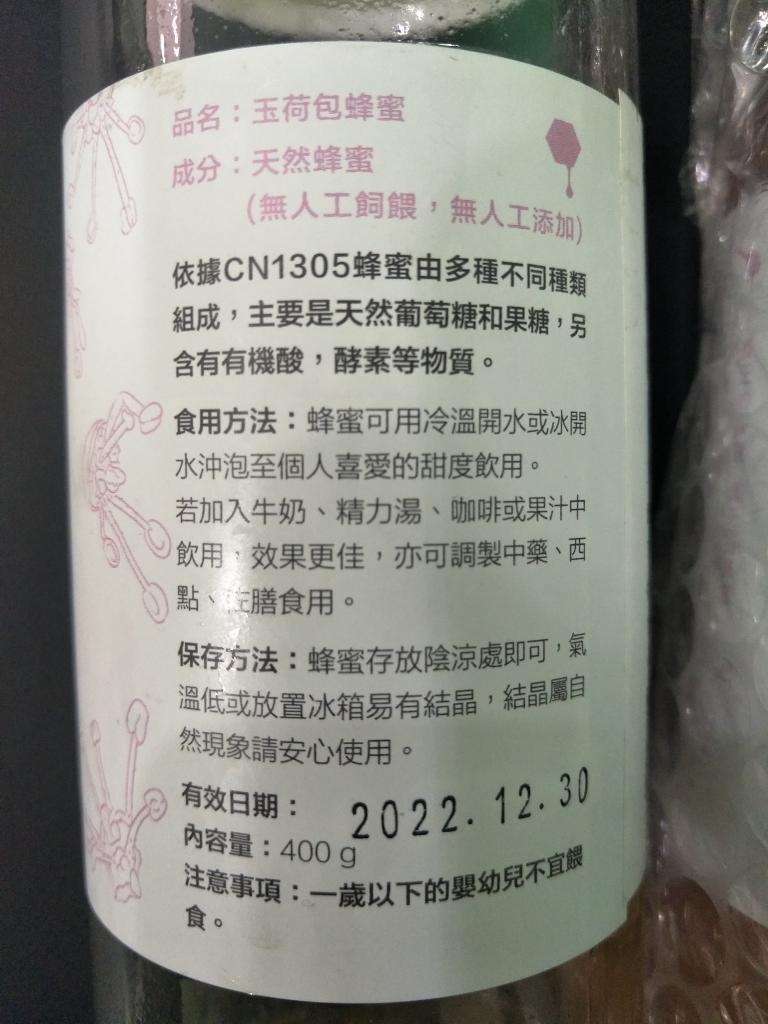 品名：玉荷包蜂蜜
成分：天然蜂蜜
(無人工飼餵，無人工添加)
依據CN1305蜂蜜由多種不同種類
組成，主要是天然葡萄糖和果糖，另
含有有機酸，酵素等物質。
食用方法：蜂蜜可用冷溫開水或冰開
水沖泡至個人喜愛的甜度飲用。
若加入牛奶、精力湯、咖啡或果汁中
飲用，效果更佳，亦可調製中藥、西
點、佐膳食用。
保存方法：蜂蜜存放陰涼處即可，氣
溫低或放置冰箱易有結晶，結晶屬自
然現象請安心使用。
有效日期：2022.12.30
內容量：400 g
注意事項：一歲以下的嬰幼兒不宜餵
食。